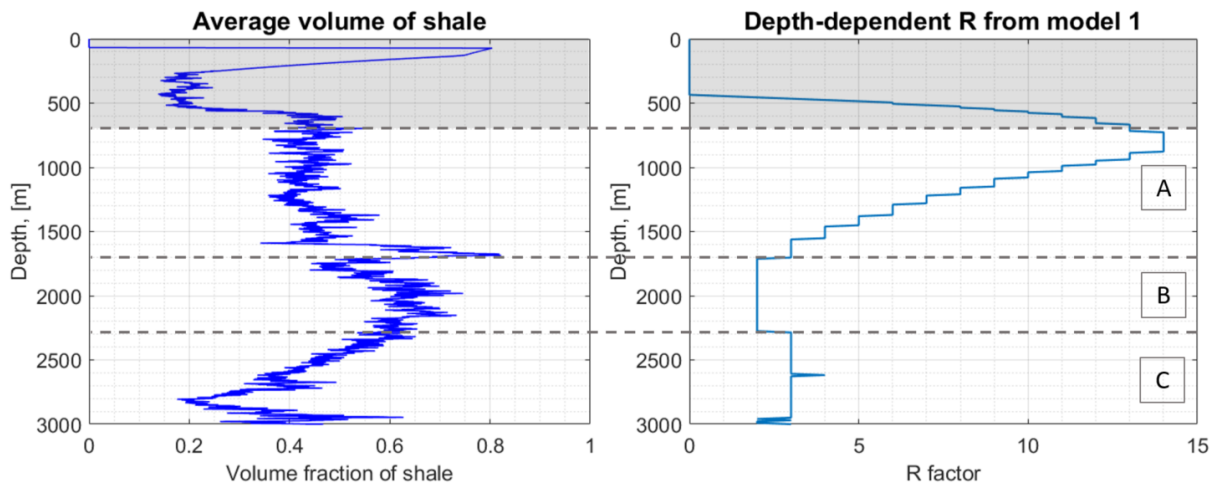 Average volume of shale
0
500
1000
1500
2000
2500
3000
Depth, [m]
0
0.2
0.4
0.6
0.8
1
Volume fraction of shale
Depth-dependent R from model 1
0
500
1000
1500
2000
2500
3000
Depth, [m]
A
B
C
0
5
10
15
R factor